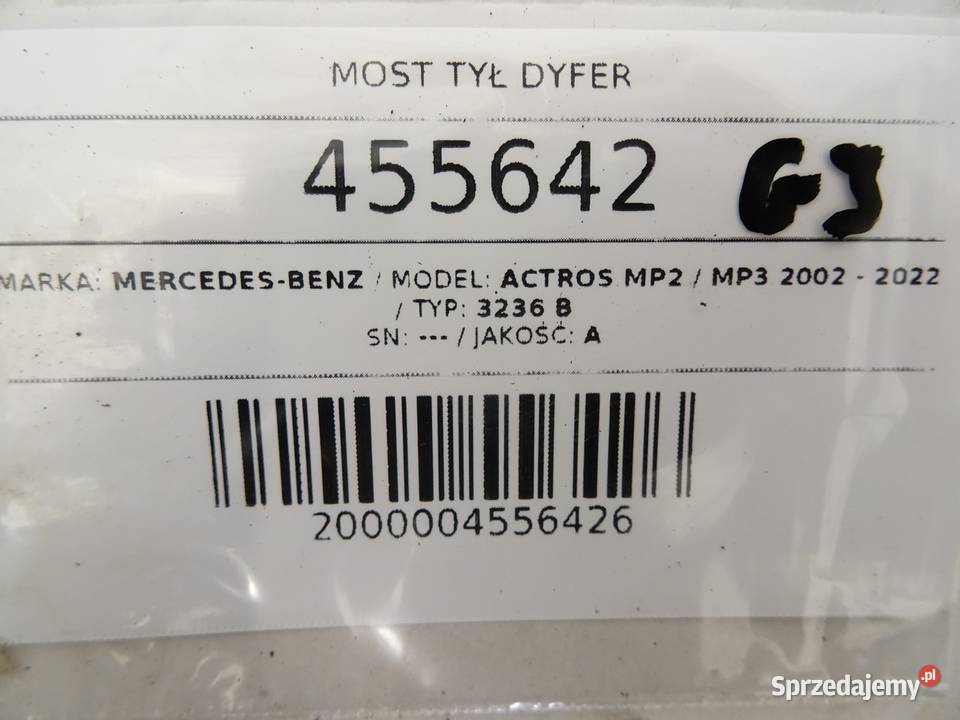 MOST TYŁ DYFER
455642 G3
MARKA: MERCEDES-BENZ / MODEL: ACTROS MP2 / MP3 2002 - 2022
/ TYP: 3236 B
SN: --- / JAKOŚĆ: A
2000004556426
Sprzedajemy.pl